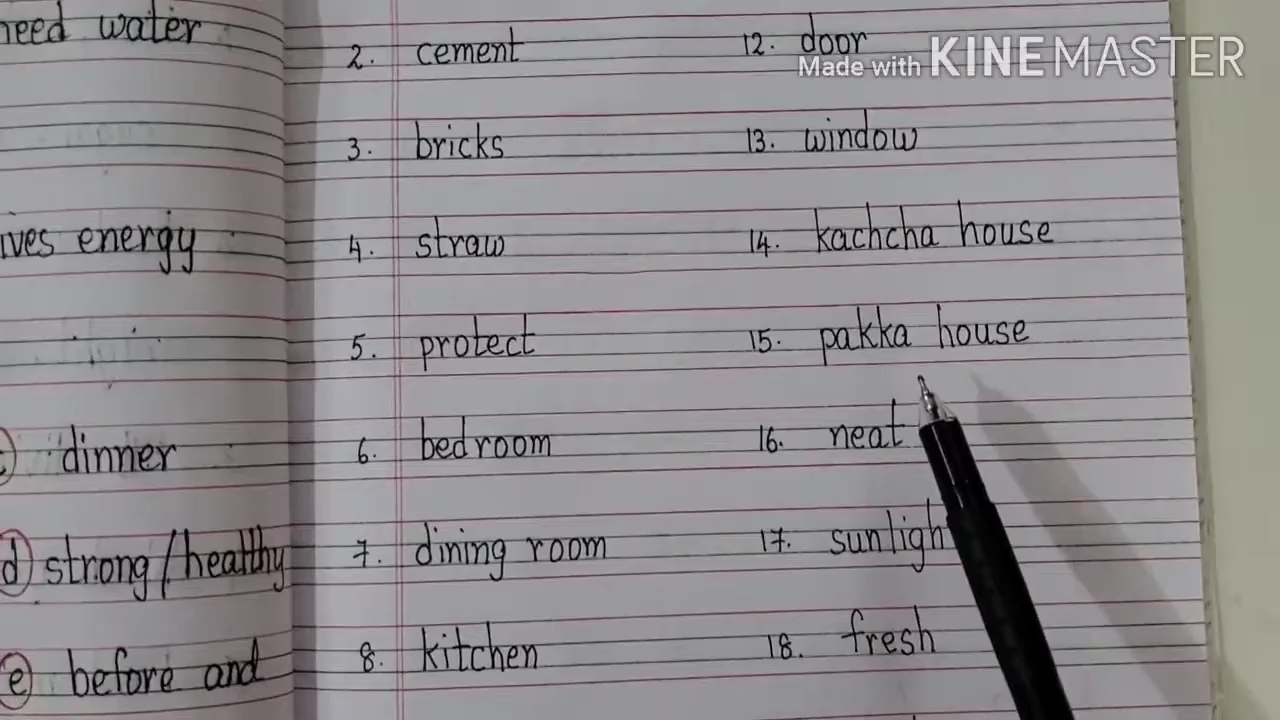 need water
ives energy
dinner
d strong/healthy
e before and
2. cement
3. bricks
4. straw
5. protect
6. bedroom
7. dining room
8. kitchen
12. door
Made with KINEMASTER
13. window
14. kachcha house
15. pakka house
16. neat
17. sunligh
18. fresh